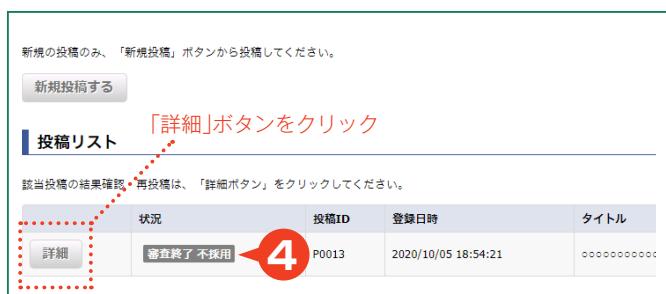 新規の投稿のみ、「新規投稿」ボタンから投稿してください。
新規投稿する
「詳細」ボタンをクリック
投稿リスト
該当投稿の結果確認・再投稿は、「詳細ボタン」をクリックしてください。
状況 投稿ID 登録日時 タイトル
詳細 審査終了 不採用 4 P0013 2020/10/05 18:54:21 ○○○○○○○○○○○